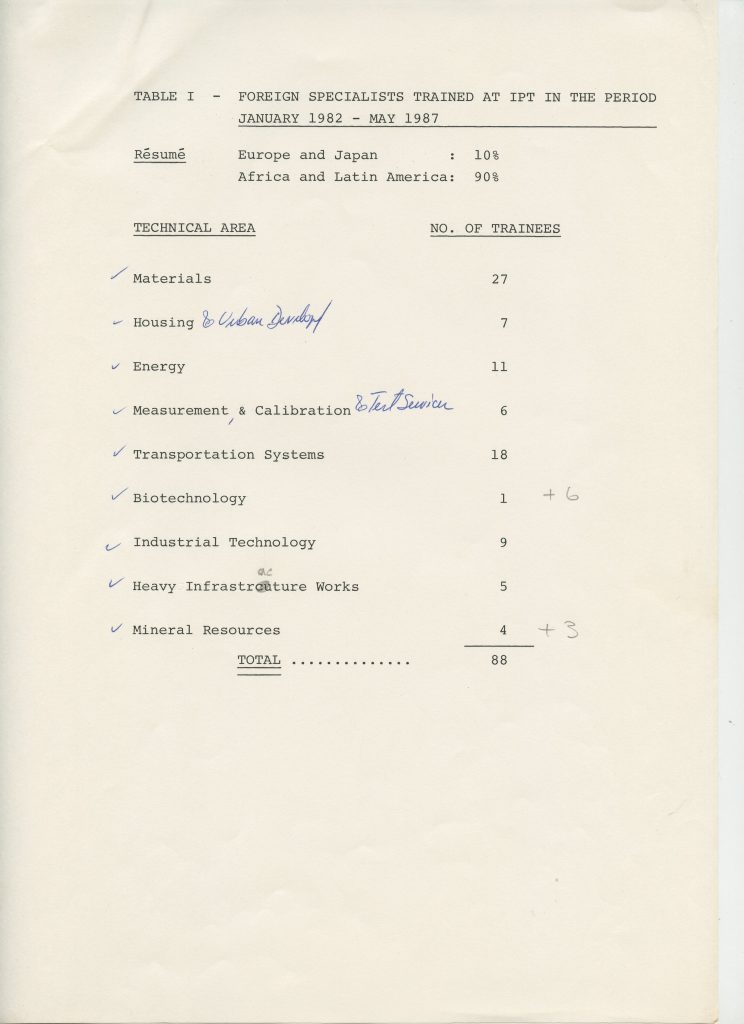 TABLE I - FOREIGN SPECIALISTS TRAINED AT IPT IN THE PERIOD
JANUARY 1982 - MAY 1987
Résumé Europe and Japan : 10%
Africa and Latin America: 90%
TECHNICAL AREA NO. OF TRAINEES
✓ Materials 27
✓ Housing & Urban Develop 7
✓ Energy 11
✓ Measurement, & Calibration & Test Services 6
✓ Transportation Systems 18
✓ Biotechnology 1 + 6
✓ Industrial Technology 9
✓ Heavy Infrastructure Works 5
✓ Mineral Resources 4 + 3
TOTAL .............. 88